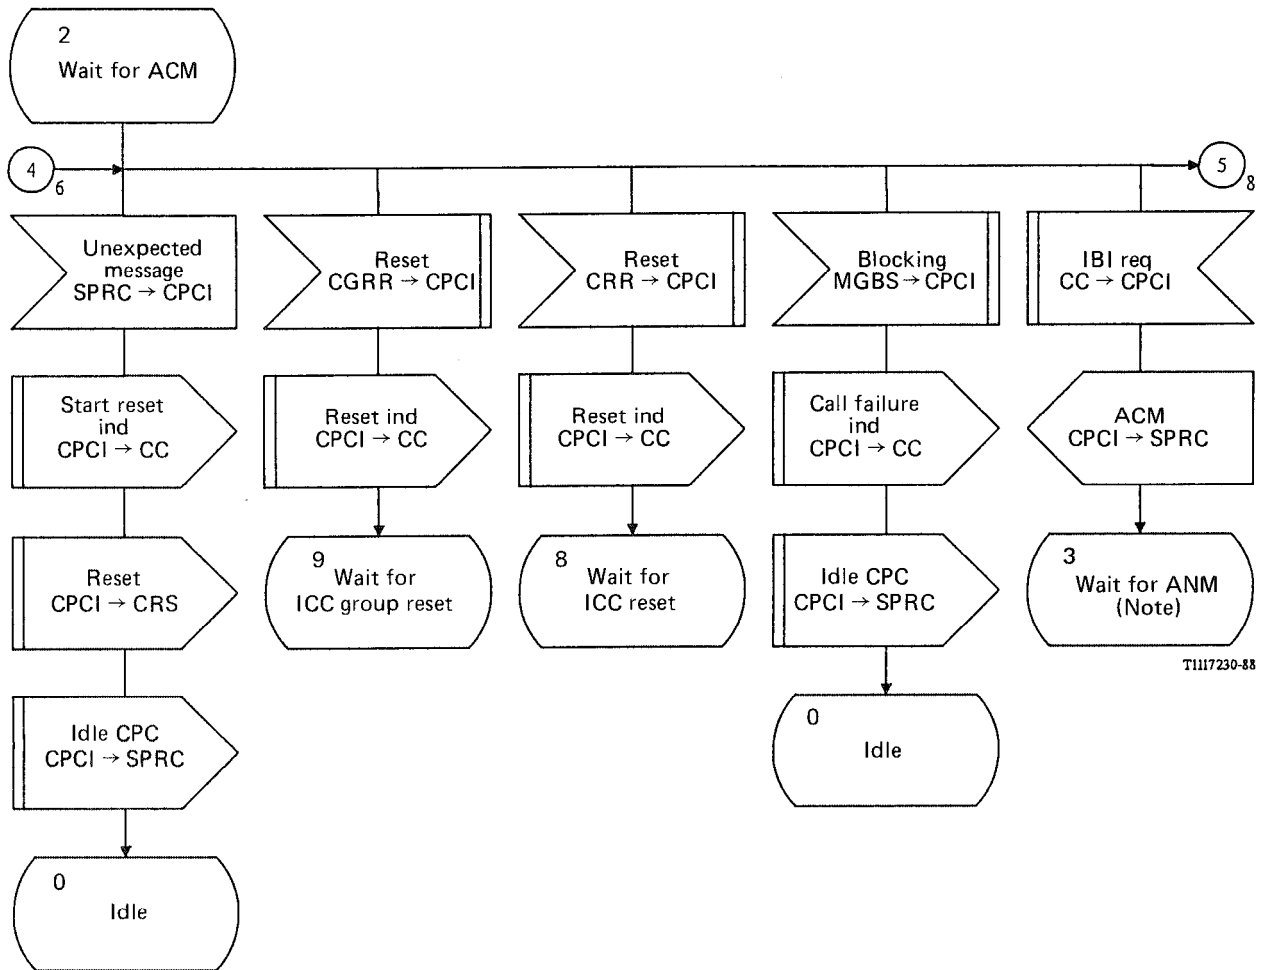 2
Wait for ACM
4
6
5
8
Unexpected
message
SPRC → CPCI
Reset
CGRR → CPCI
Reset
CRR → CPCI
Blocking
MGBS → CPCI
IBI req
CC → CPCI
Start reset
ind
CPCI → CC
Reset ind
CPCI → CC
Reset ind
CPCI → CC
Call failure
ind
CPCI → CC
ACM
CPCI → SPRC
Reset
CPCI → CRS
9
Wait for
ICC group reset
8
Wait for
ICC reset
Idle CPC
CPCI → SPRC
3
Wait for ANM
(Note)
T1117230-88
Idle CPC
CPCI → SPRC
0
Idle
0
Idle